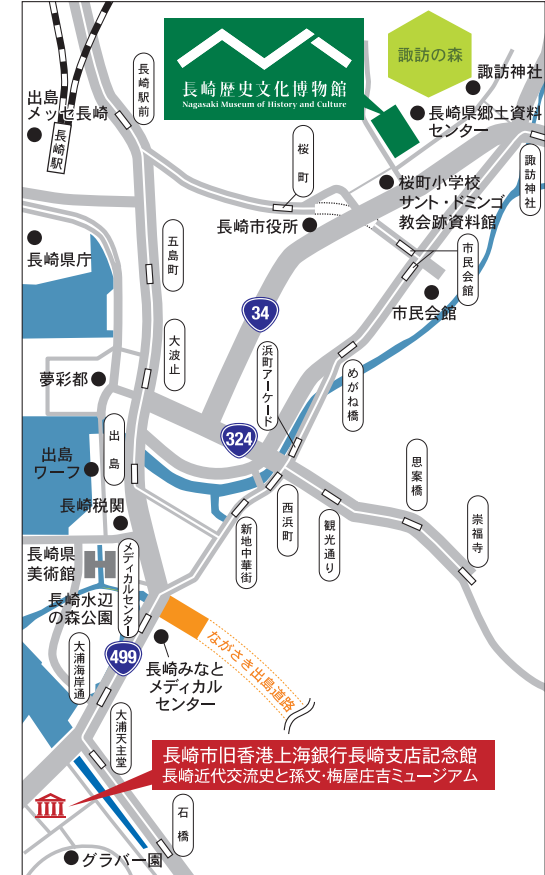 長崎歴史文化博物館
Nagasaki Museum of History and Culture
諏訪の森
諏訪神社
長崎県郷土資料
センター
諏訪神社
出島
メッセ長崎
長崎駅
長崎駅前
桜町
桜町小学校
サント・ドミンゴ
教会跡資料館
長崎市役所
市民会館
市民会館
長崎県庁
五島町
34
大波止
浜町アーケード
めがね橋
夢彩都
324
出島
出島
ワーフ
思案橋
長崎税関
西浜町
観光通り
崇福寺
新地中華街
長崎県
美術館
メディカルセンター
長崎水辺
の森公園
499
長崎みなと
メディカル
センター
ながさき出島道路
大浦海岸通
大浦天主堂
長崎市旧香港上海銀行長崎支店記念館
長崎近代交流史と孫文・梅屋庄吉ミュージアム
石橋
グラバー園